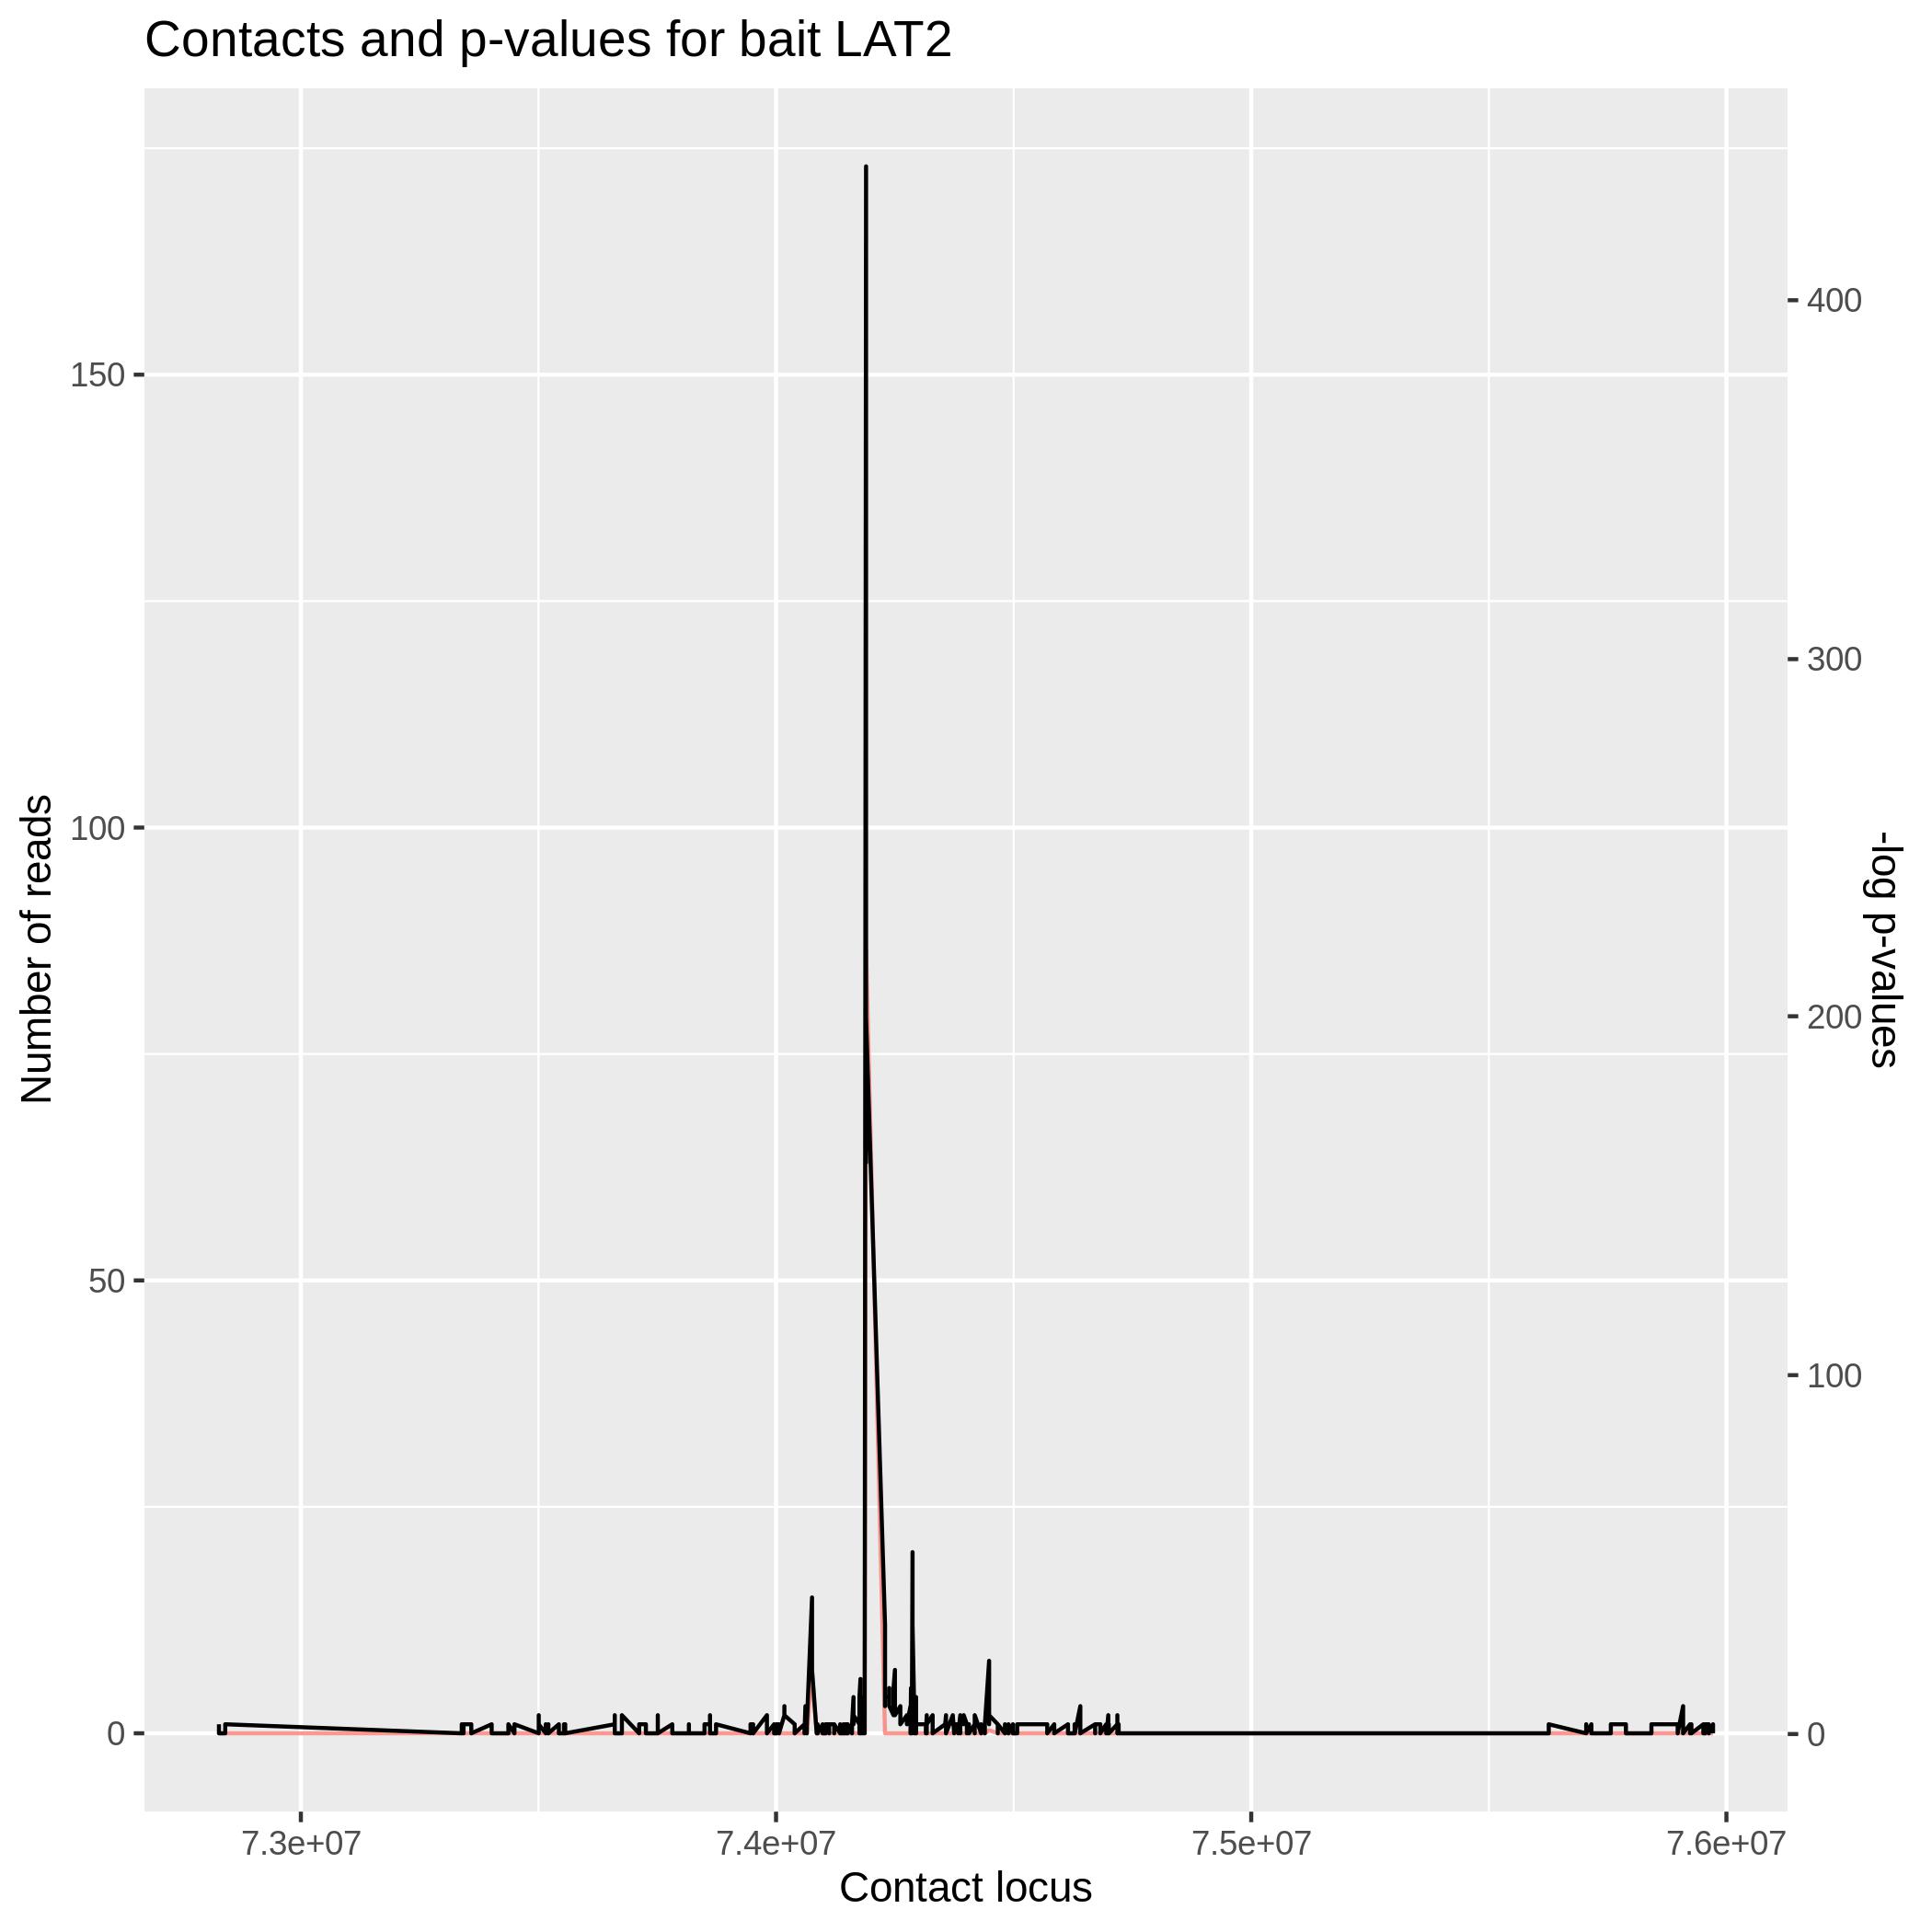 Contacts and p-values for bait LAT2
Number of reads
150
100
50
0
400
300
200
100
0
-log p-values
7.3e+07
7.4e+07
7.5e+07
7.6e+07
Contact locus